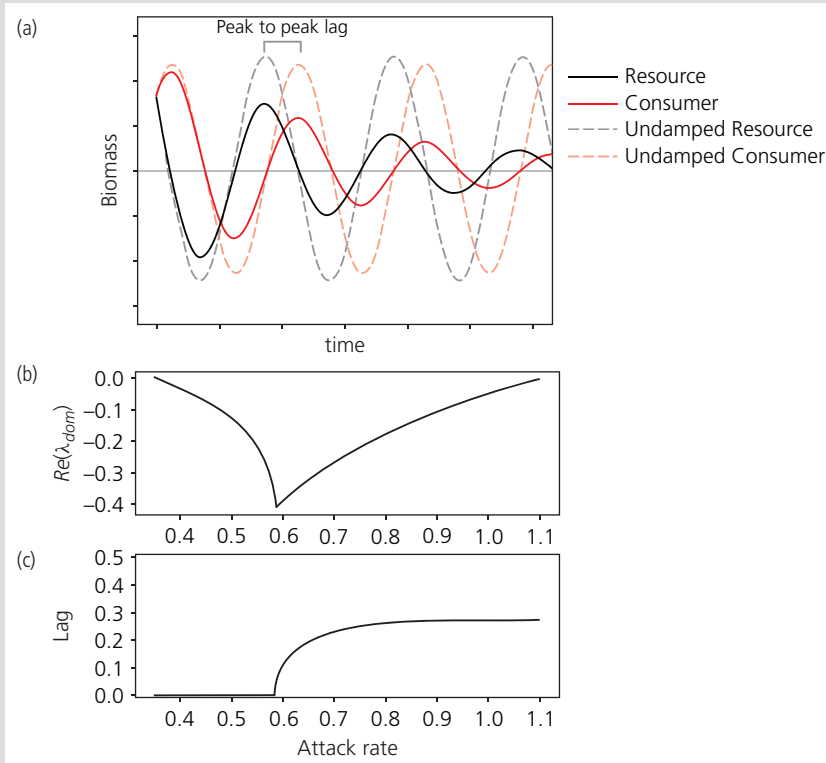 (a)
Peak to peak lag
Biomass
time
Resource
Consumer
Undamped Resource
Undamped Consumer
(b)
Re(λdom)
0.0
−0.1
−0.2
−0.3
−0.4
0.4 0.5 0.6 0.7 0.8 0.9 1.0 1.1
(c)
Lag
0.5
0.4
0.3
0.2
0.1
0.0
0.4 0.5 0.6 0.7 0.8 0.9 1.0 1.1
Attack rate